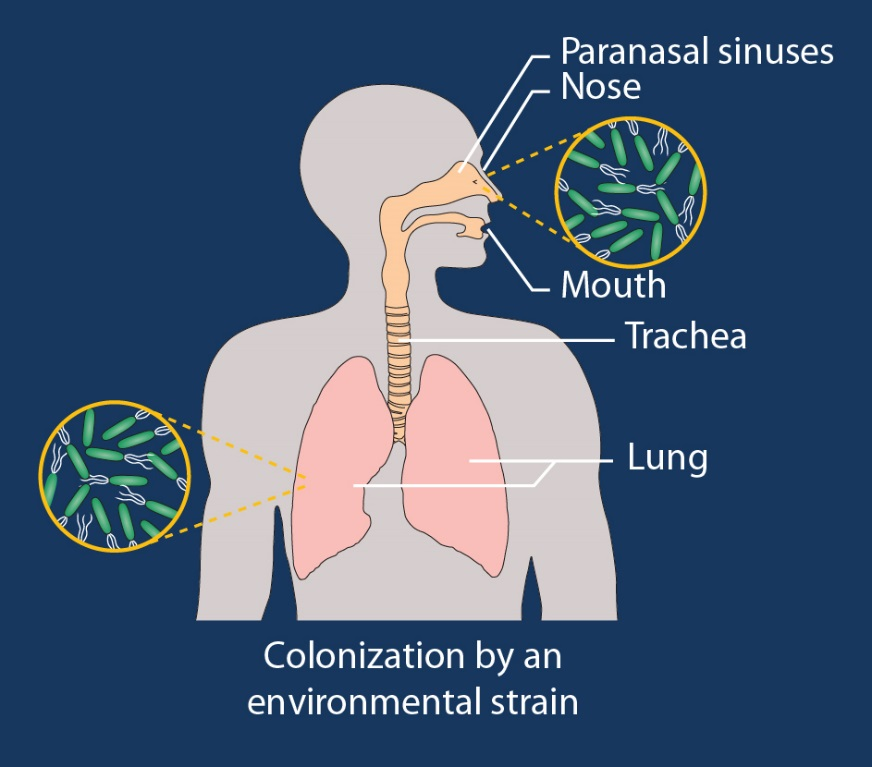 Paranasal sinuses
Nose
Mouth
Trachea
Lung
Colonization by an
environmental strain